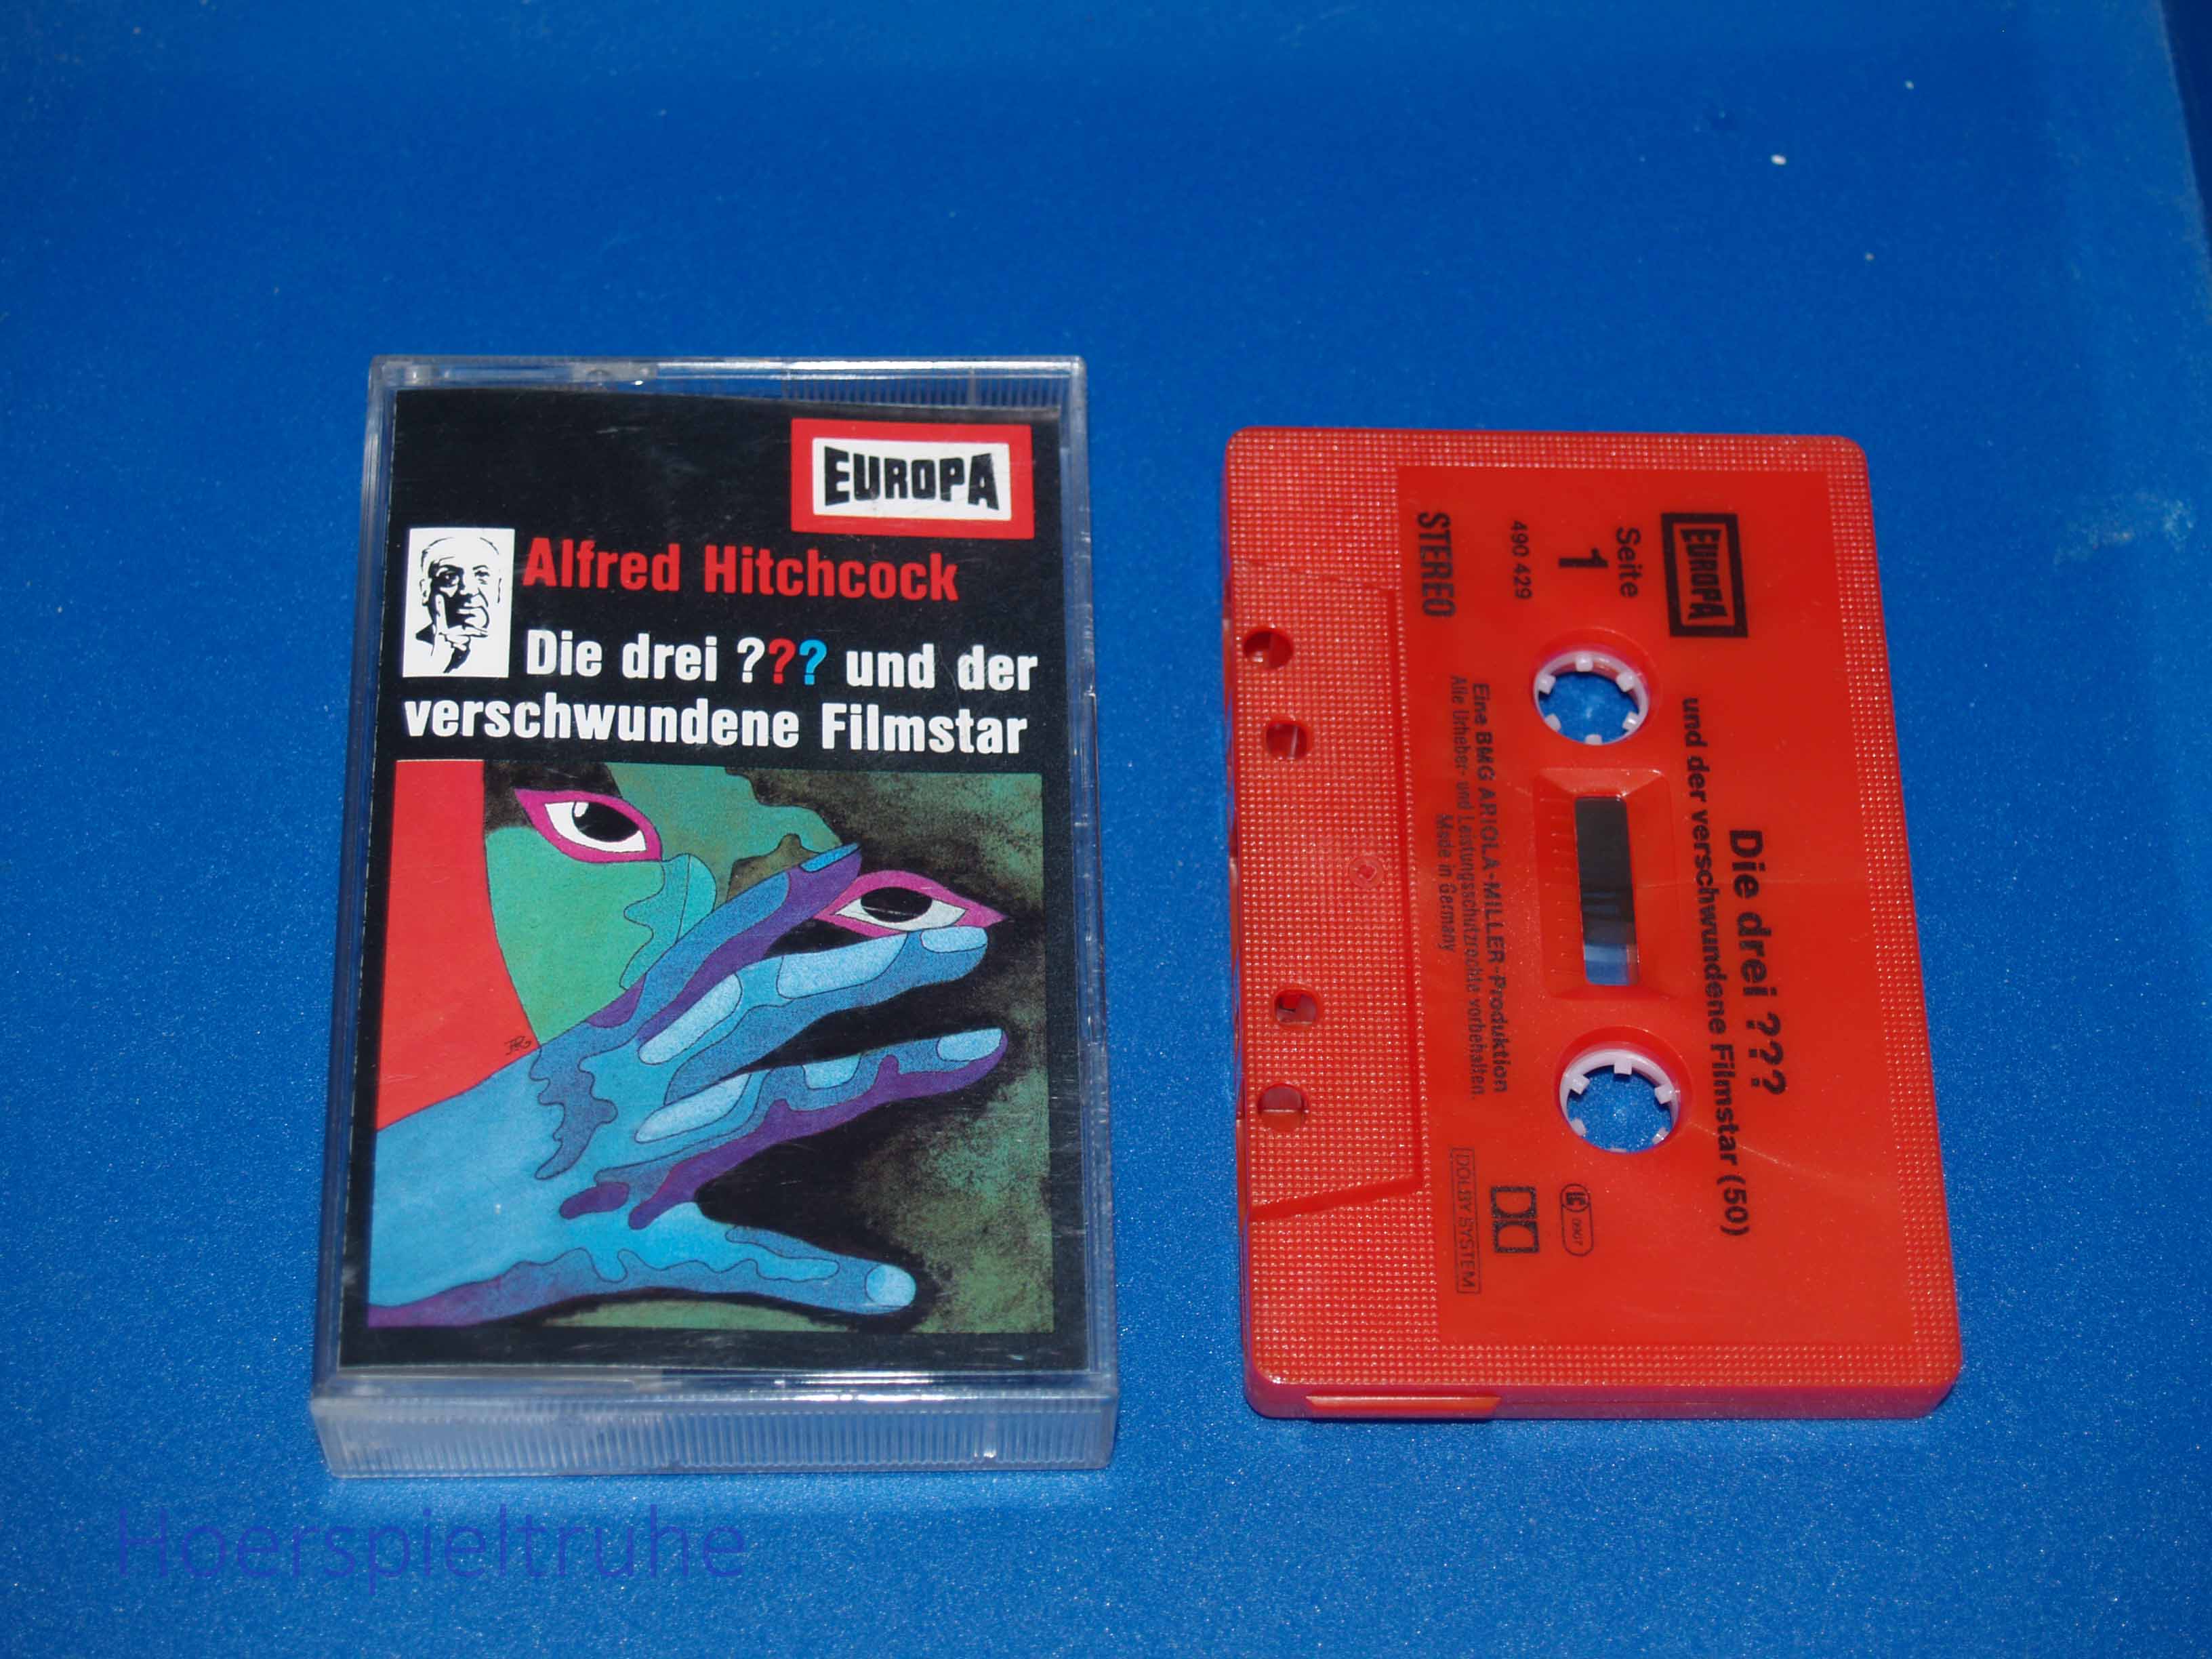 EUROPA
Alfred Hitchcock
Die drei ??? und der
verschwundene Filmstar
EUROPA
Seite
1
490 429
STEREO
Die drei ???
und der verschwundene Filmstar (50)
Eine BMG ARIOLA-MILLER-Produktion
Alle Urheber- und Leistungsschutzrechte vorbehalten.
Made in Germany
LC
DOLBY SYSTEM
Hoerspieltruhe